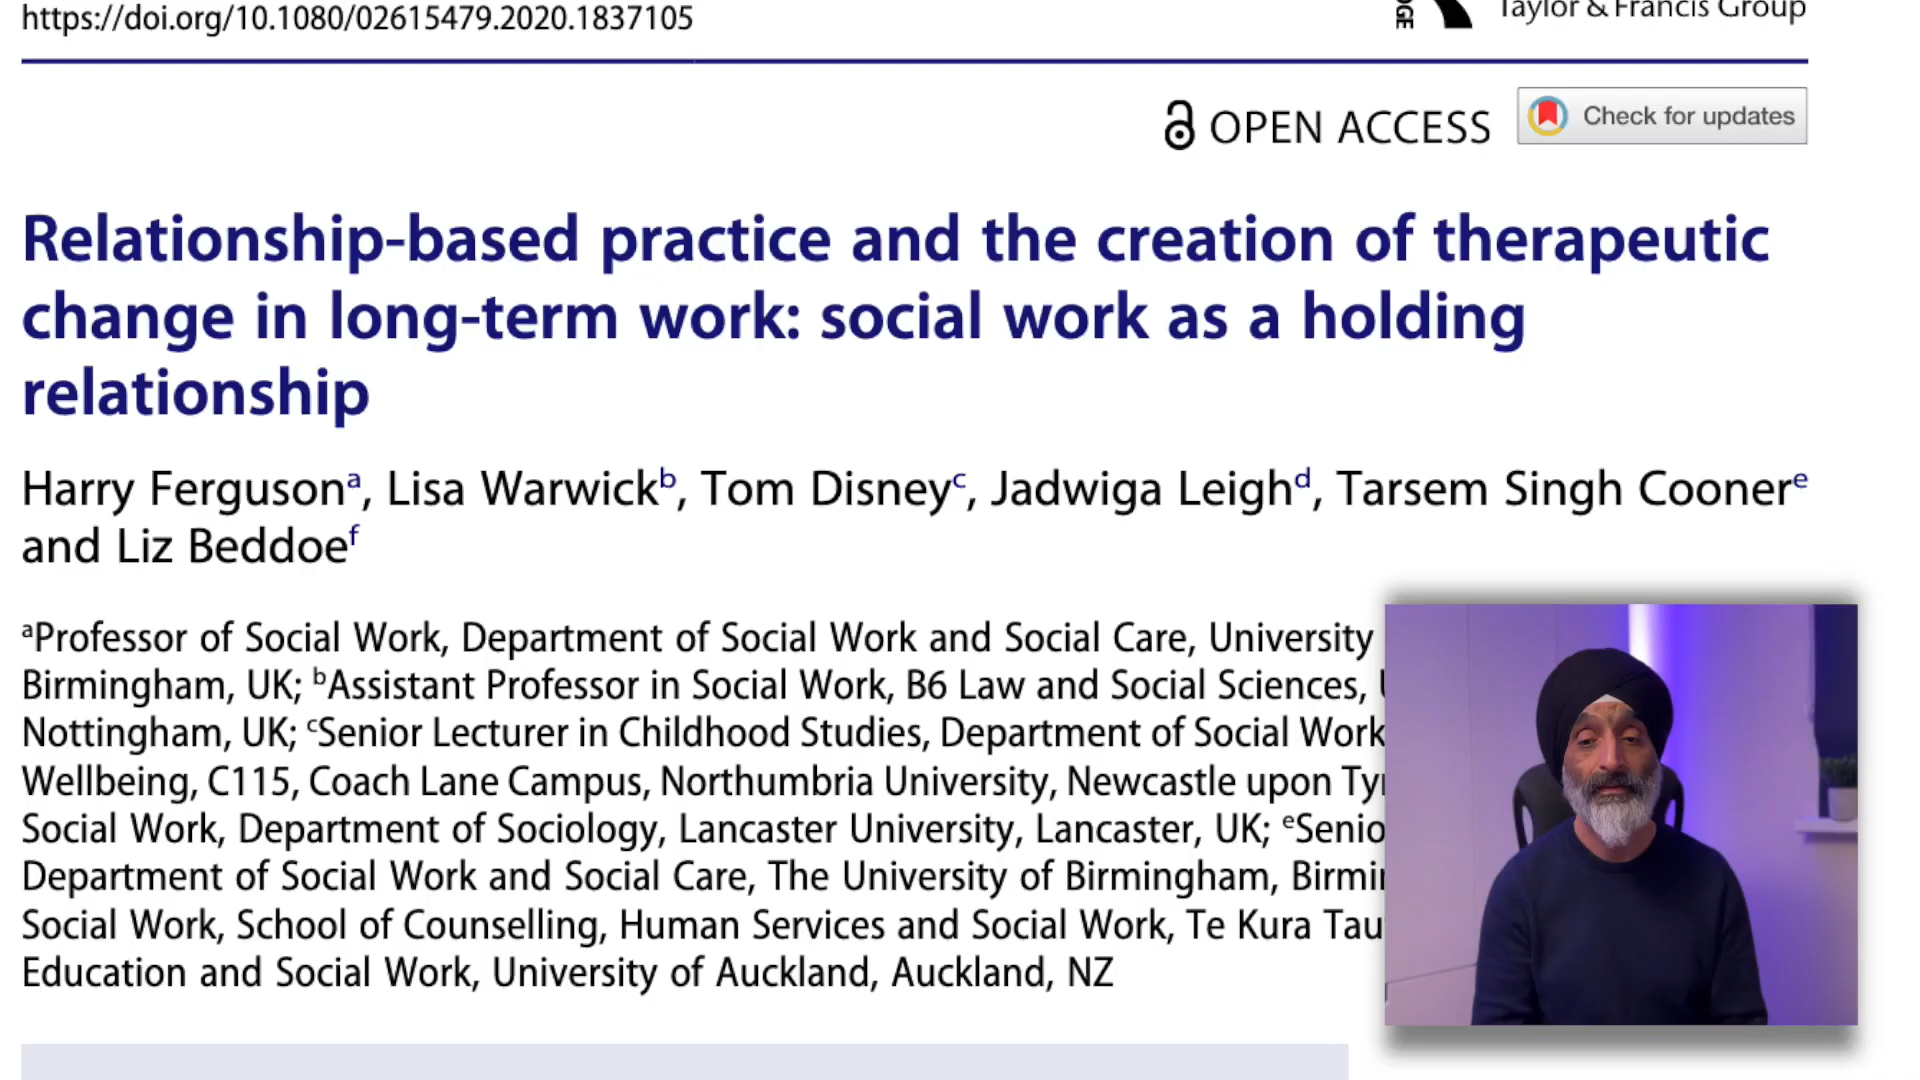 https://doi.org/10.1080/02615479.2020.1837105
Taylor & Francis Group
OPEN ACCESS
Check for updates
Relationship-based practice and the creation of therapeutic
change in long-term work: social work as a holding
relationship
Harry Fergusonᵃ, Lisa Warwickᵇ, Tom Disneyᶜ, Jadwiga Leighᵈ, Tarsem Singh Coonerᵉ
and Liz Beddoeᶠ
ᵃProfessor of Social Work, Department of Social Work and Social Care, University
Birmingham, UK; ᵇAssistant Professor in Social Work, B6 Law and Social Sciences,
Nottingham, UK; ᶜSenior Lecturer in Childhood Studies, Department of Social Work
Wellbeing, C115, Coach Lane Campus, Northumbria University, Newcastle upon
Social Work, Department of Sociology, Lancaster University, Lancaster, UK;
Department of Social Work and Social Care, The University of Birmingham,
Social Work, School of Counselling, Human Services and Social Work, Te Kura
Education and Social Work, University of Auckland, Auckland, NZ